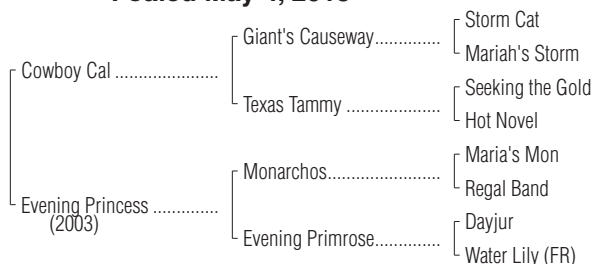 Foaled May 4,
Storm Cat
Giant's Causeway..............
Mariah's Storm
Cowboy Cal ......................
Seeking the Gold
Texas Tammy ....................
Hot Novel
Maria's Mon
Monarchos........................
Regal Band
Evening Princess ..............
(2003)
Dayjur
Evening Primrose..............
Water Lily (FR)